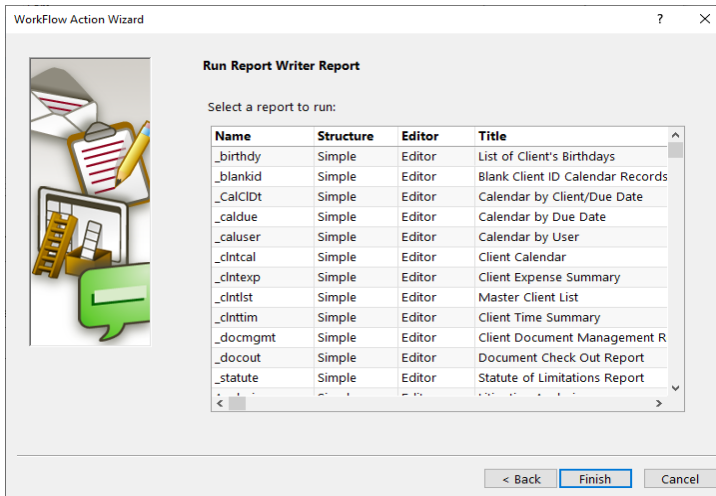 WorkFlow Action Wizard ? X
Run Report Writer Report
Select a report to run:
Name Structure Editor Title
_birthdy Simple Editor List of Client's Birthdays
_blankid Simple Editor Blank Client ID Calendar Records
_CalClDt Simple Editor Calendar by Client/Due Date
_caldue Simple Editor Calendar by Due Date
_caluser Simple Editor Calendar by User
_clntcal Simple Editor Client Calendar
_clntexp Simple Editor Client Expense Summary
_clntlst Simple Editor Master Client List
_clnttim Simple Editor Client Time Summary
_docmgmt Simple Editor Client Document Management R
_docout Simple Editor Document Check Out Report
_statute Simple Editor Statute of Limitations Report
< Back Finish Cancel